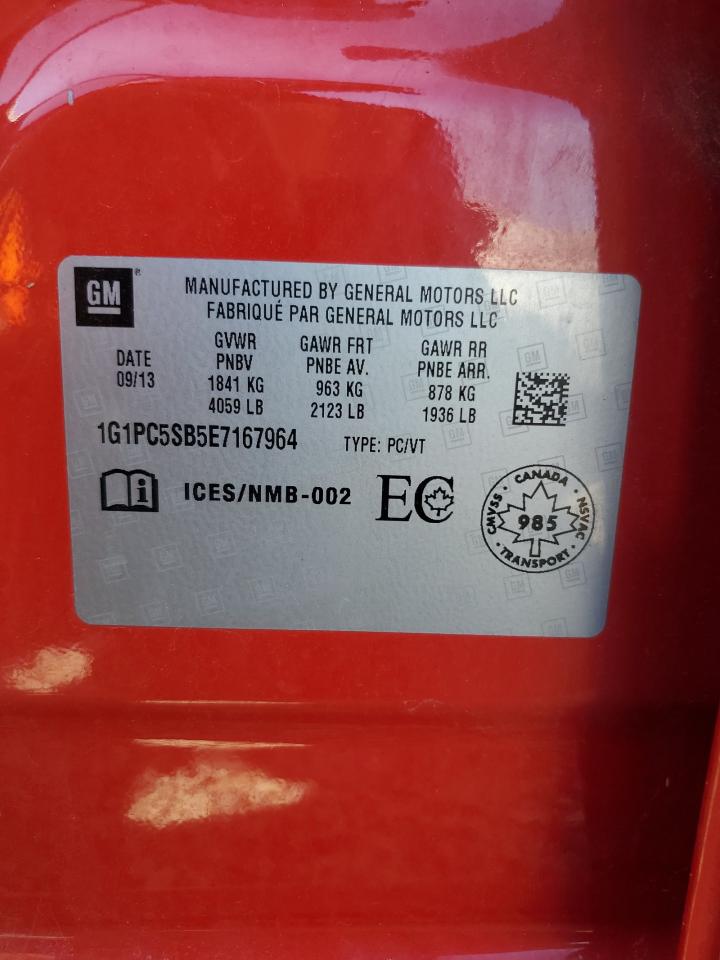 GM
MANUFACTURED BY GENERAL MOTORS LLC
FABRIQUÉ PAR GENERAL MOTORS LLC
DATE
09/13
GVWR
PNBV
1841 KG
4059 LB
GAWR FRT
PNBE AV.
963 KG
2123 LB
GAWR RR
PNBE ARR.
878 KG
1936 LB
1G1PC5SB5E7167964
TYPE: PC/VT
i
ICES/NMB-002
EC
CANADA
CMVSS
985
NSVAC
TRANSPORT